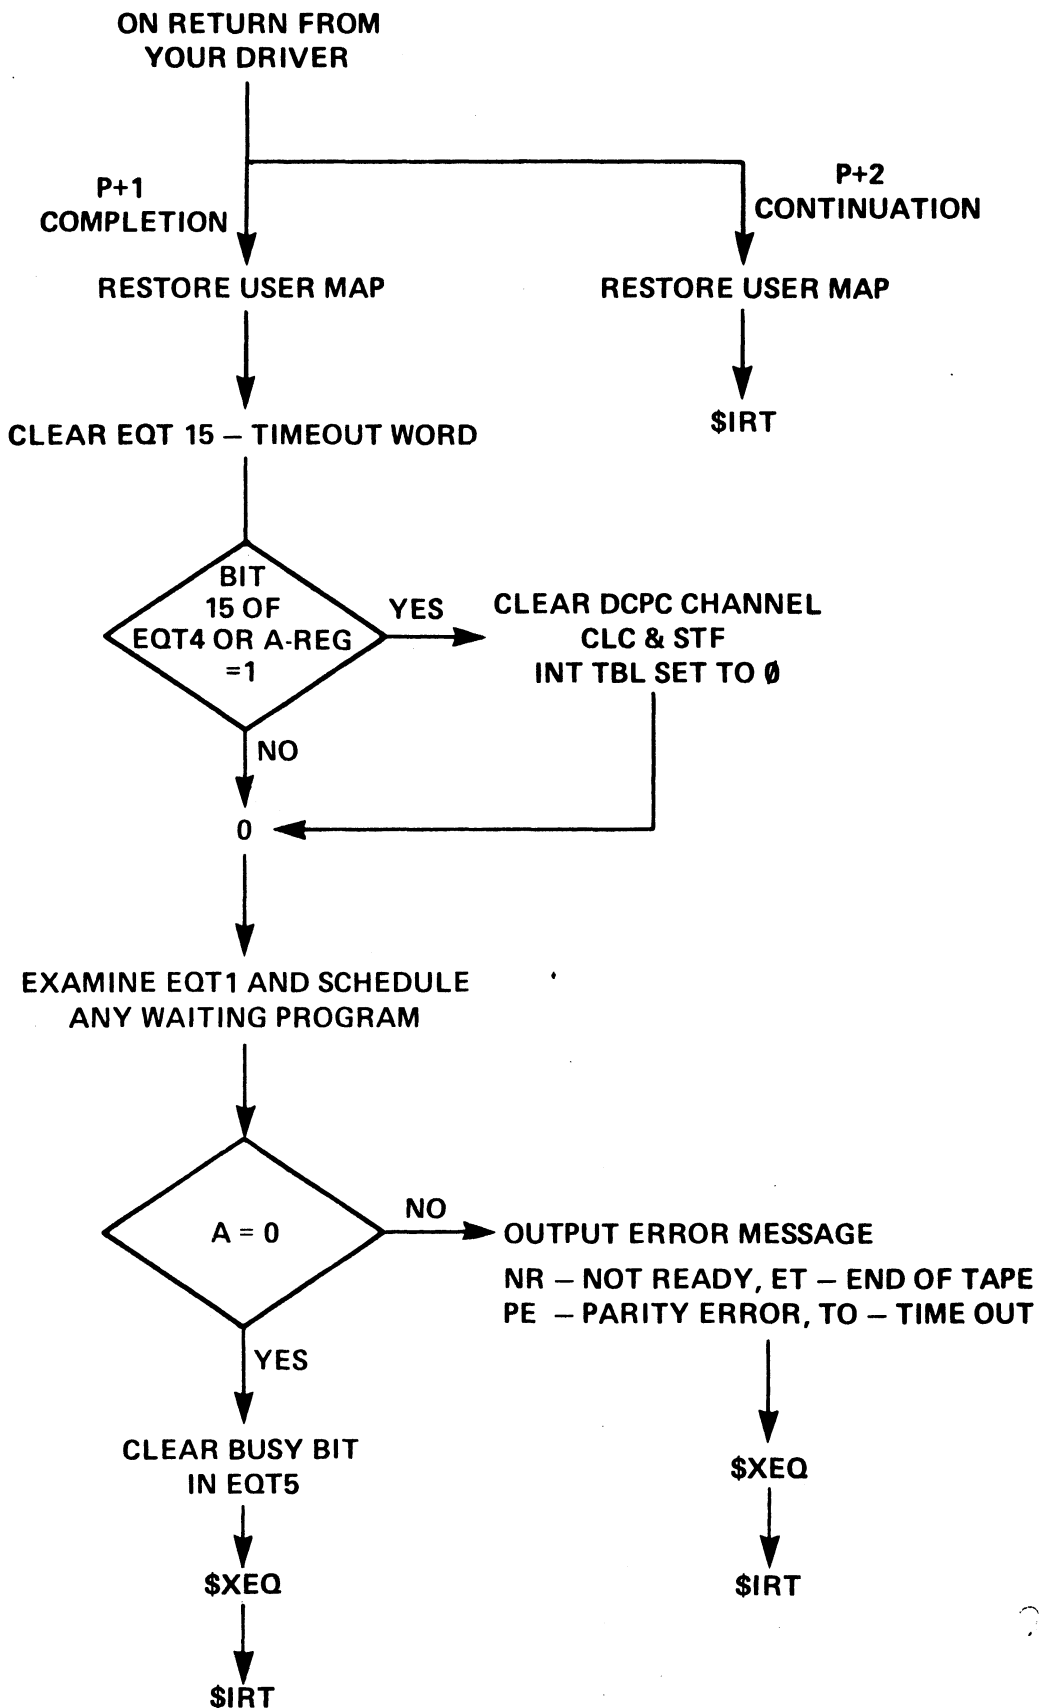 ON RETURN FROM
YOUR DRIVER
P+1
COMPLETION
P+2
CONTINUATION
RESTORE USER MAP
RESTORE USER MAP
CLEAR EQT 15 – TIMEOUT WORD
$IRT
BIT
15 OF
EQT4 OR A-REG
=1
YES
CLEAR DCPC CHANNEL
CLC & STF
INT TBL SET TO Ø
NO
0
EXAMINE EQT1 AND SCHEDULE
ANY WAITING PROGRAM
A = 0
NO
OUTPUT ERROR MESSAGE
NR – NOT READY, ET – END OF TAPE
PE – PARITY ERROR, TO – TIME OUT
YES
CLEAR BUSY BIT
IN EQT5
$XEQ
$XEQ
$IRT
$IRT